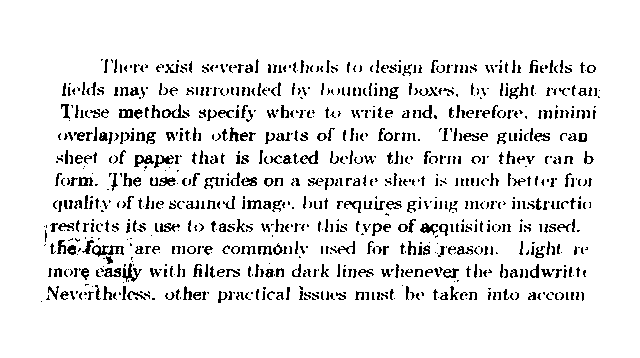 There exist several methods to design forms with fields to
fields may be surrounded by bounding boxes, by light rectan
These methods specify where to write and, therefore, minimi
overlapping with other parts of the form. These guides can
sheet of paper that is located below the form or they can b
form. The use of guides on a separate sheet is much better fror
quality of the scanned image, but requires giving more instructio
restricts its use to tasks where this type of acquisition is used.
the form are more commonly used for this reason. Light re
more easily with filters than dark lines whenever the handwritte
Nevertheless, other practical issues must be taken into accoun